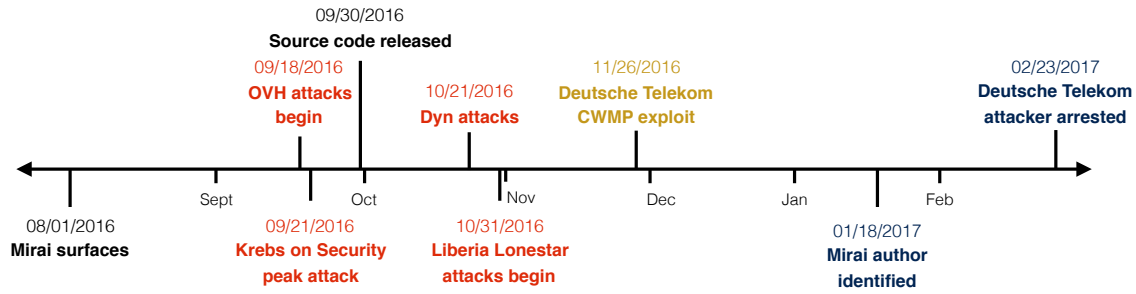 09/30/2016
Source code released
09/18/2016
OVH attacks
begin
10/21/2016
Dyn attacks
11/26/2016
Deutsche Telekom
CWMP exploit
02/23/2017
Deutsche Telekom
attacker arrested
Sept
Oct
Nov
Dec
Jan
Feb
08/01/2016
Mirai surfaces
09/21/2016
Krebs on Security
peak attack
10/31/2016
Liberia Lonestar
attacks begin
01/18/2017
Mirai author
identified